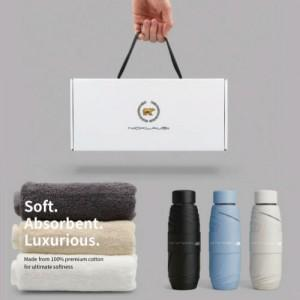 Soft.
Absorbent.
Luxurious.
Made from 100% premium cotton
for ultimate softness